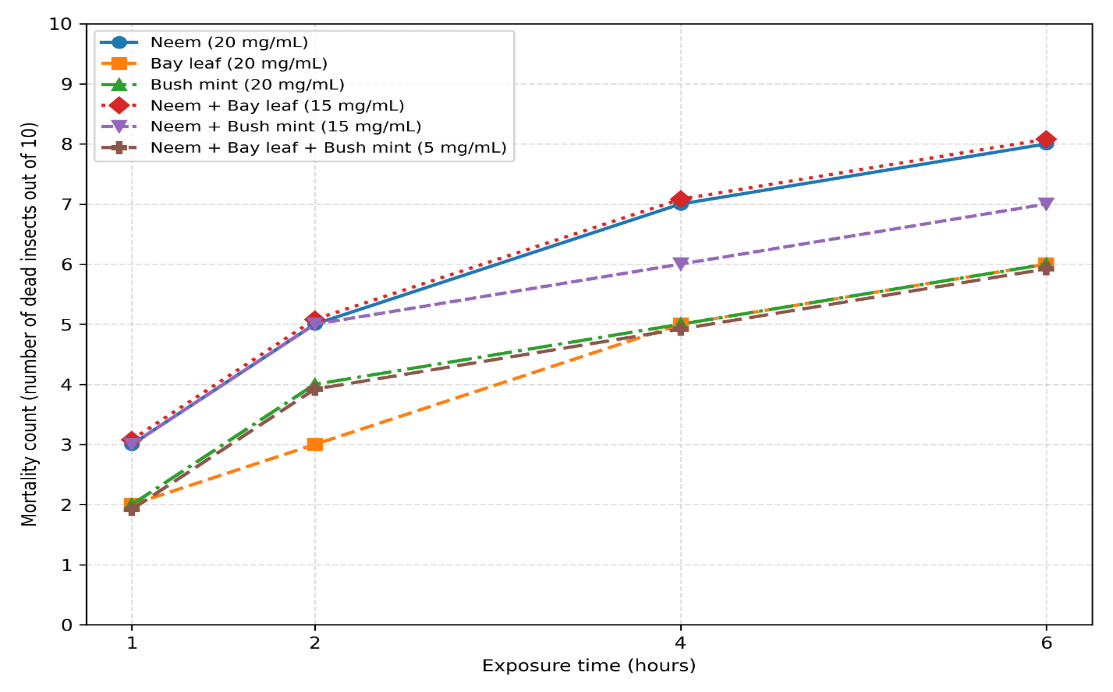 10
9
8
7
6
5
4
3
2
1
0
Mortality count (number of dead insects out of 10)
Neem (20 mg/mL)
Bay leaf (20 mg/mL)
Bush mint (20 mg/mL)
Neem + Bay leaf (15 mg/mL)
Neem + Bush mint (15 mg/mL)
Neem + Bay leaf + Bush mint (5 mg/mL)
1 2 4 6
Exposure time (hours)